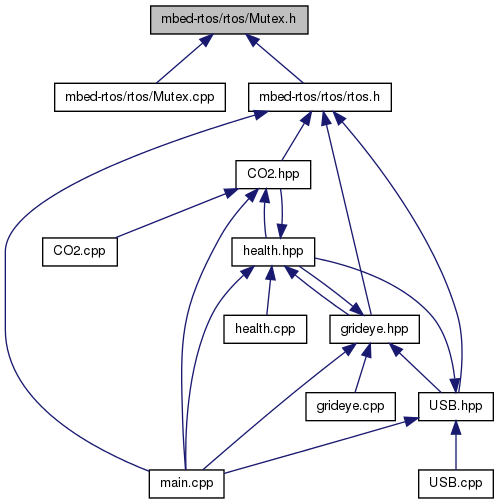 mbed-rtos/rtos/Mutex.h
mbed-rtos/rtos/Mutex.cpp
mbed-rtos/rtos/rtos.h
CO2.hpp
CO2.cpp
health.hpp
health.cpp
grideye.hpp
grideye.cpp
USB.hpp
main.cpp
USB.cpp